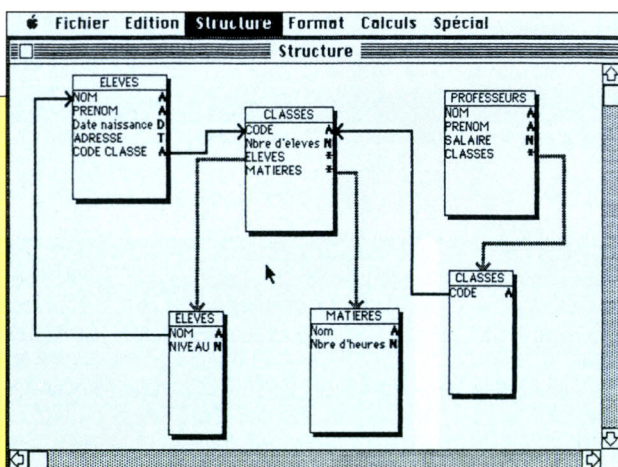 Fichier Edition Structure Format Calculs Spécial
Structure
ELEVES
NOM A
PRENOM A
Date naissance D
ADRESSE T
CODE CLASSE A
CLASSES
CODE A
Nbre d'eleves N
ELEVES *
MATIERES *
PROFESSEURS
NOM A
PRENOM A
SALAIRE N
CLASSES *
ELEVES
NOM A
NIVEAU N
MATIERES
Nom A
Nbre d'heures N
CLASSES
CODE A